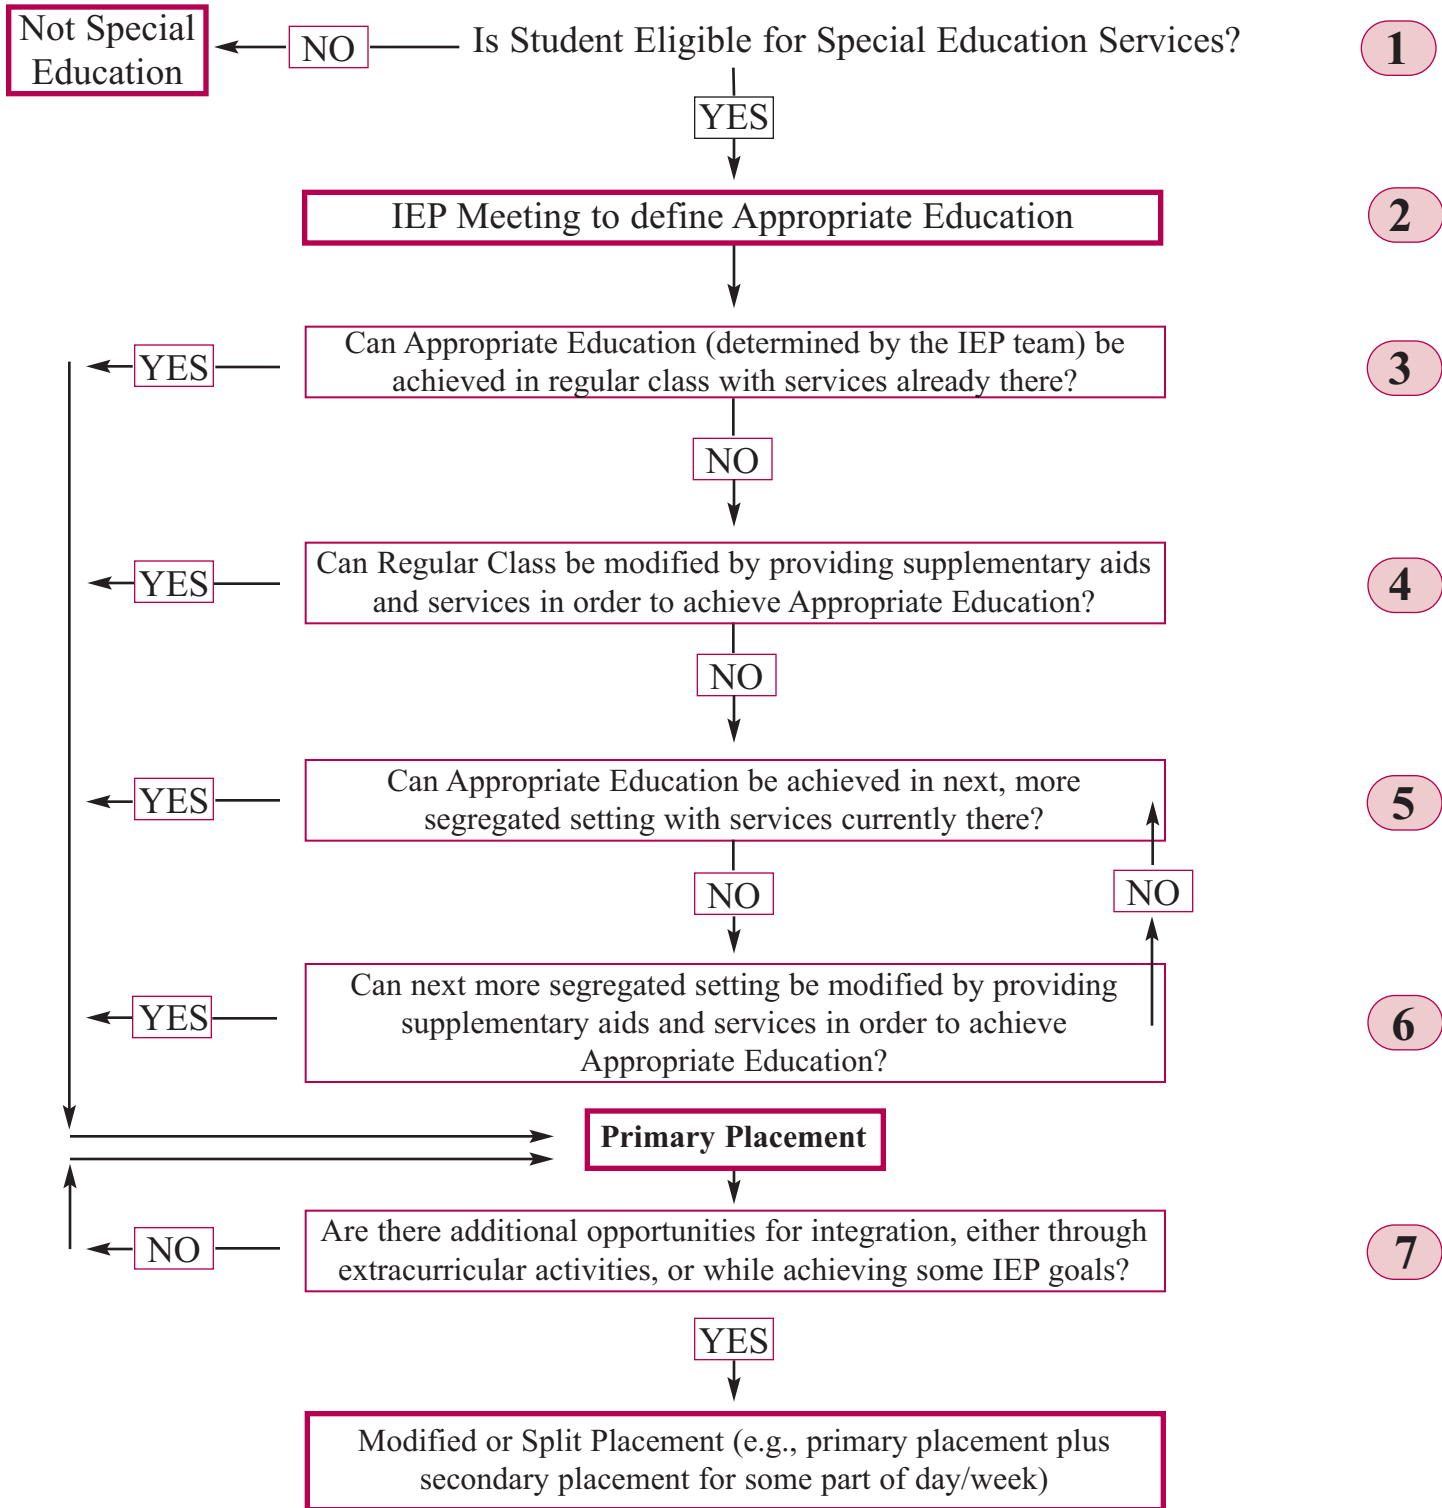 Not Special
Education
NO
Is Student Eligible for Special Education Services?
1
YES
IEP Meeting to define Appropriate Education
2
YES
Can Appropriate Education (determined by the IEP team) be
achieved in regular class with services already there?
3
NO
YES
Can Regular Class be modified by providing supplementary aids
and services in order to achieve Appropriate Education?
4
NO
YES
Can Appropriate Education be achieved in next, more
segregated setting with services currently there?
5
NO
NO
YES
Can next more segregated setting be modified by providing
supplementary aids and services in order to achieve
Appropriate Education?
6
Primary Placement
NO
Are there additional opportunities for integration, either through
extracurricular activities, or while achieving some IEP goals?
7
YES
Modified or Split Placement (e.g., primary placement plus
secondary placement for some part of day/week)